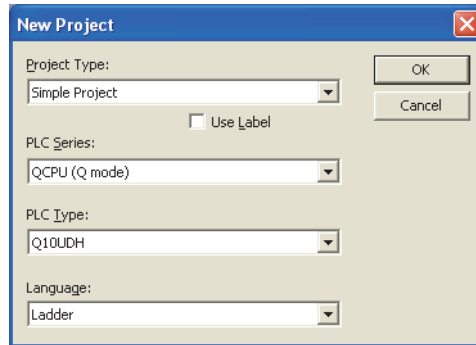 New Project
Project Type:
OK
Simple Project
Cancel
Use Label
PLC Series:
QCPU (Q mode)
PLC Type:
Q10UDH
Language:
Ladder